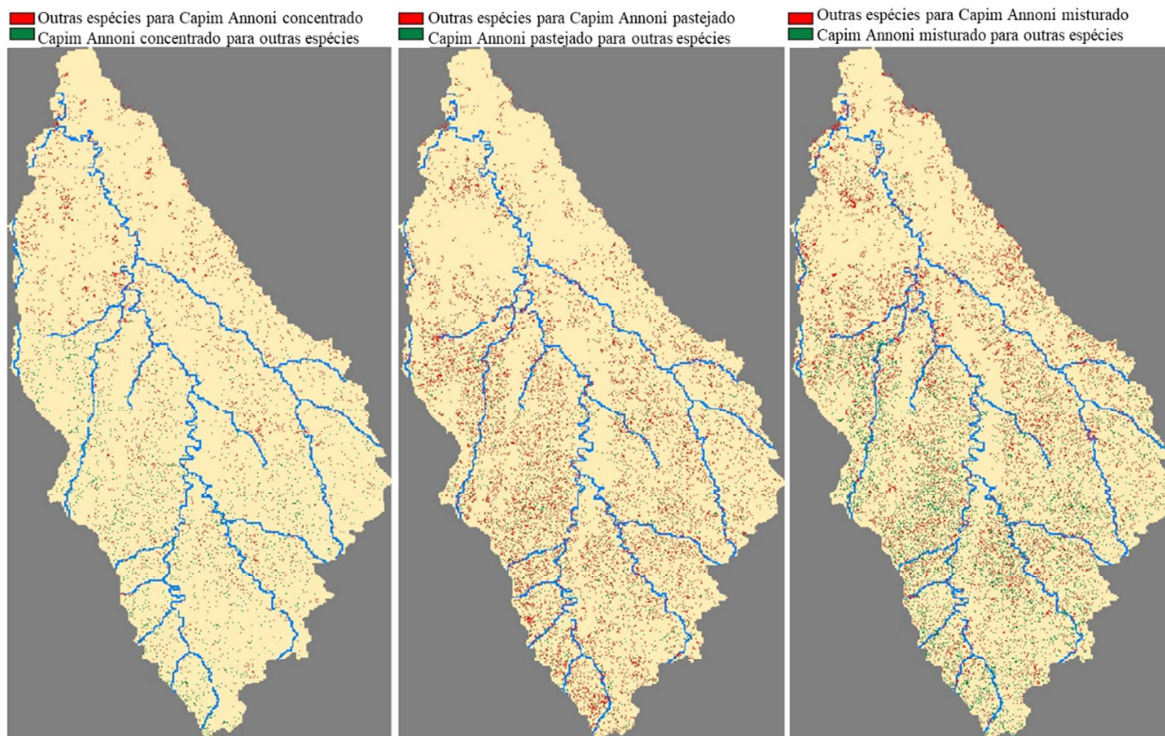 Outras espécies para Capim Annoni concentrado
Capim Annoni concentrado para outras espécies
Outras espécies para Capim Annoni pastejado
Capim Annoni pastejado para outras espécies
Outras espécies para Capim Annoni misturado
Capim Annoni misturado para outras espécies